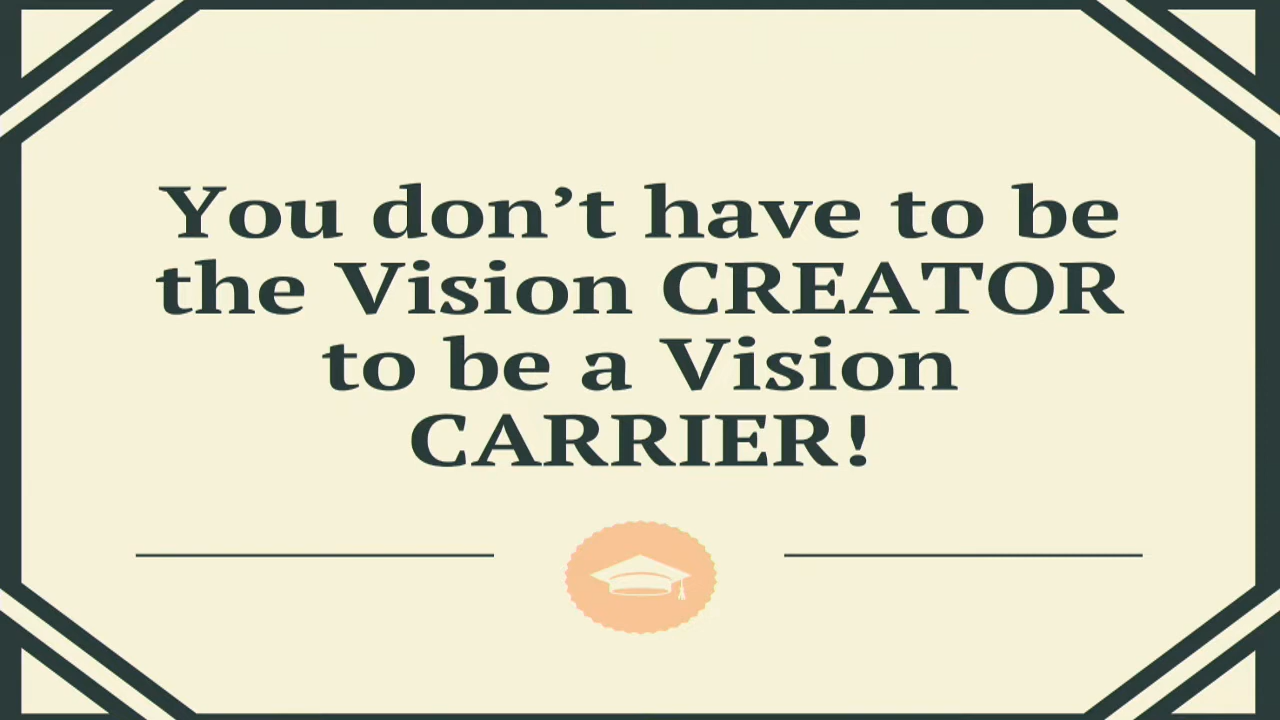 You don’t have to be
the Vision CREATOR
to be a Vision
CARRIER!